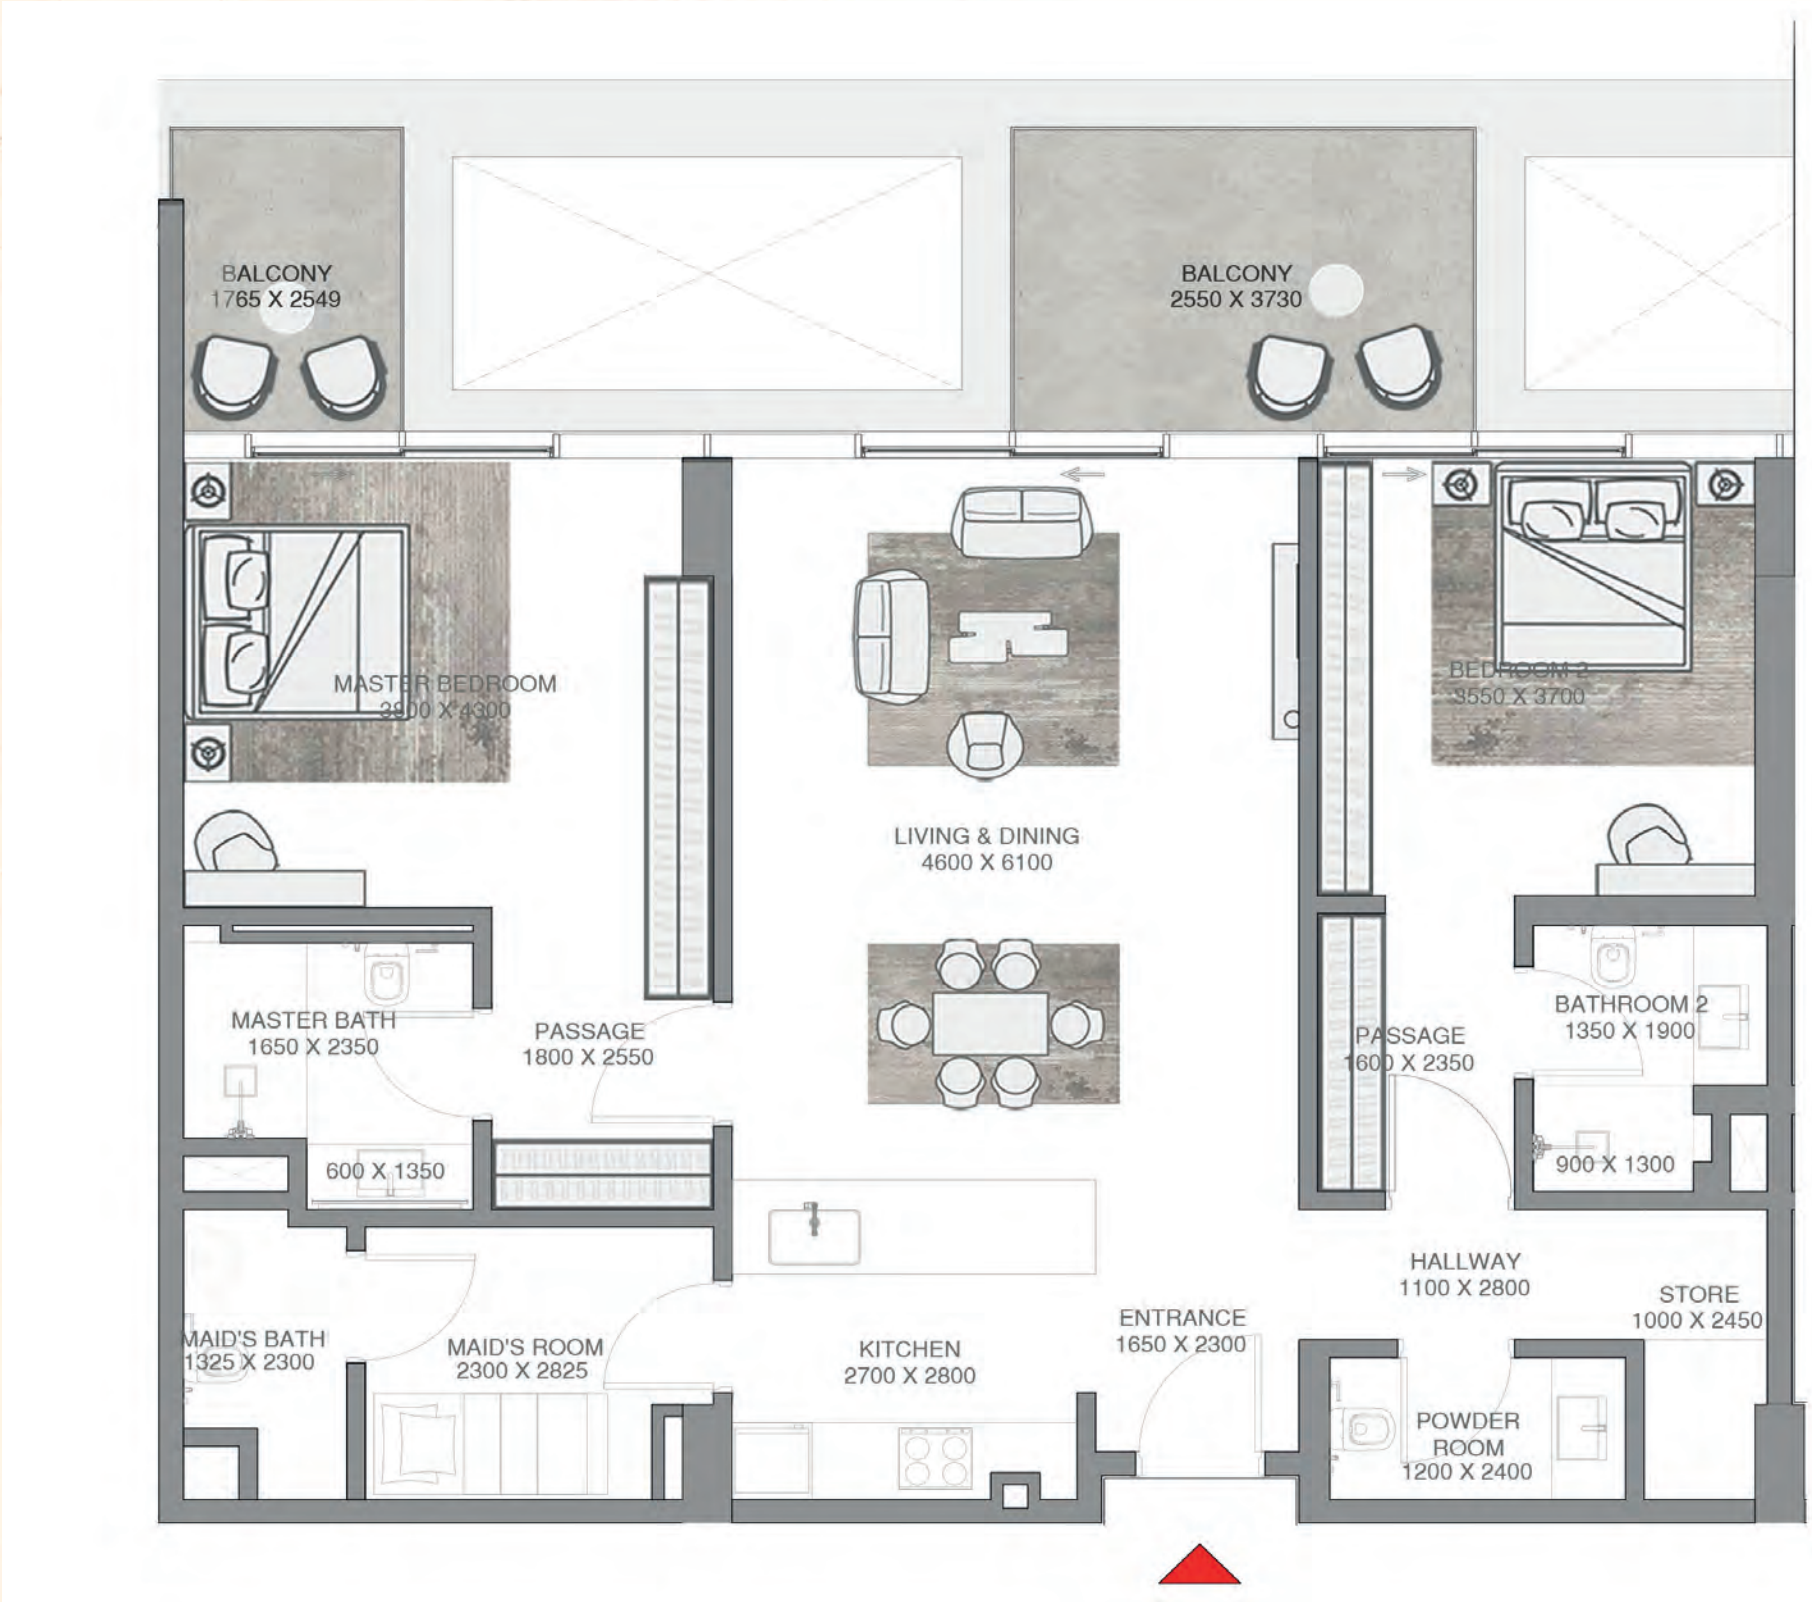 BALCONY
1765 X 2549
BALCONY
2550 X 3730
MASTER BEDROOM
3800 X 4300
BEDROOM 2
3550 X 3700
LIVING & DINING
4600 X 6100
MASTER BATH
1650 X 2350
PASSAGE
1800 X 2550
PASSAGE
1600 X 2350
BATHROOM 2
1350 X 1900
600 X 1350
900 X 1300
HALLWAY
1100 X 2800
STORE
1000 X 2450
ENTRANCE
1650 X 2300
MAID'S BATH
1325 X 2300
MAID'S ROOM
2300 X 2825
KITCHEN
2700 X 2800
POWDER
ROOM
1200 X 2400